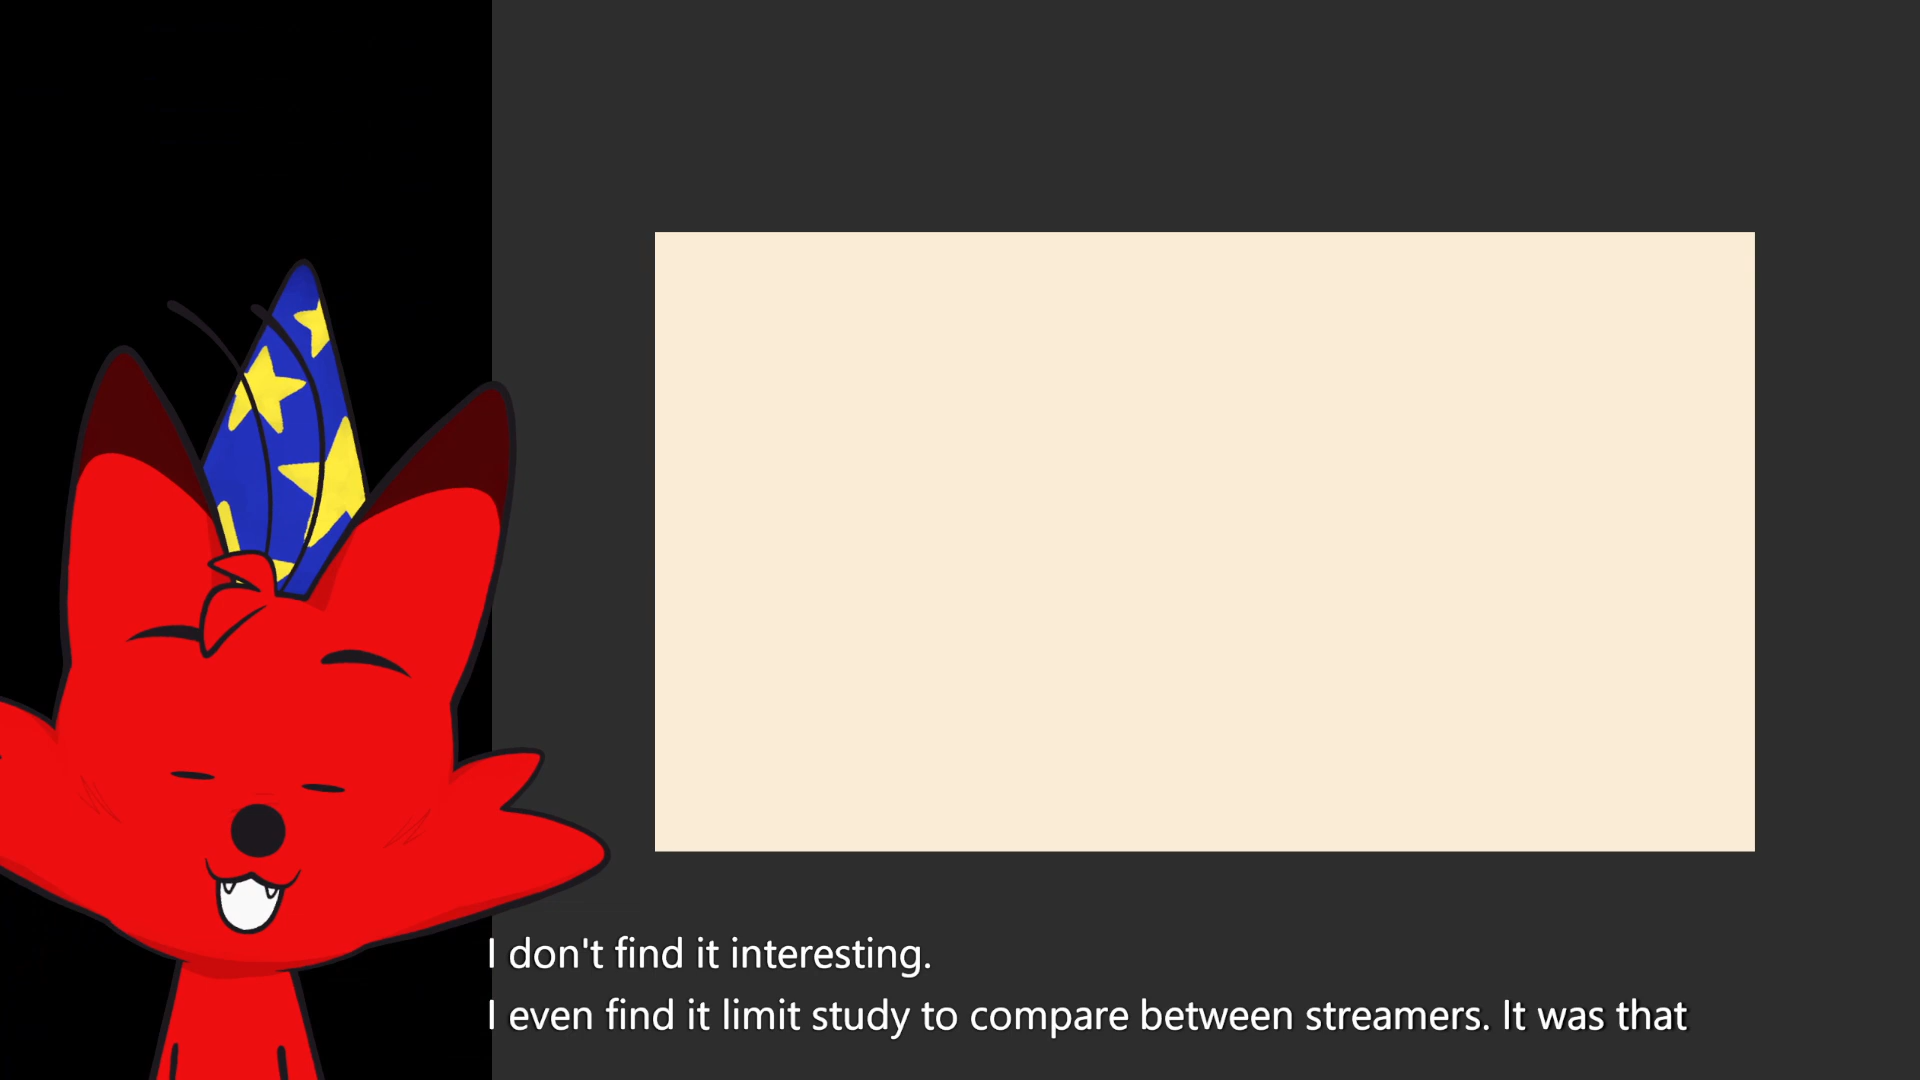 I don't find it interesting.
I even find it limit study to compare between streamers. It was that